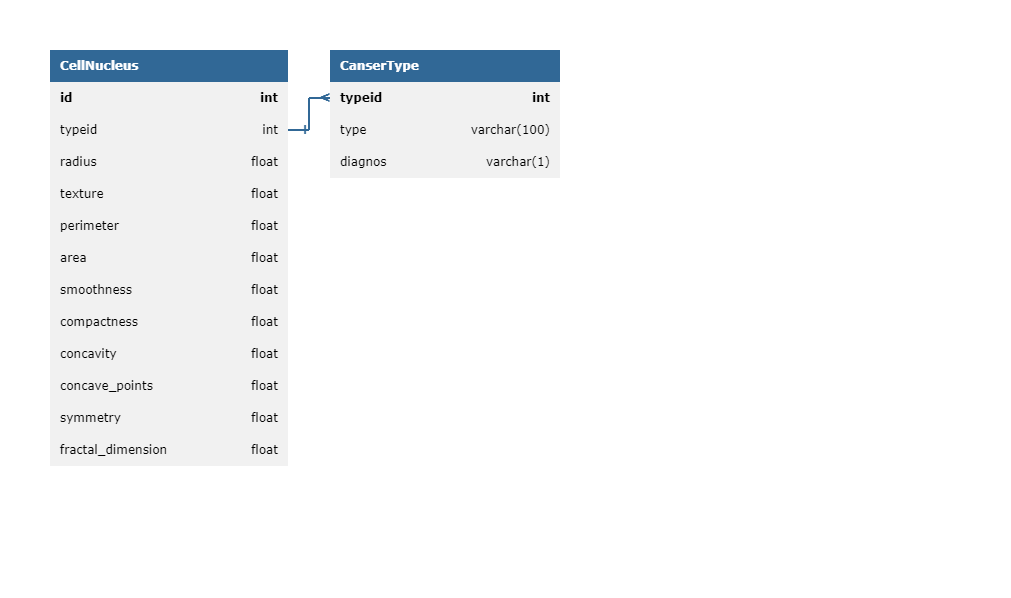 CellNucleus
id int
typeid int
radius float
texture float
perimeter float
area float
smoothness float
compactness float
concavity float
concave_points float
symmetry float
fractal_dimension float
CanserType
typeid int
type varchar(100)
diagnos varchar(1)